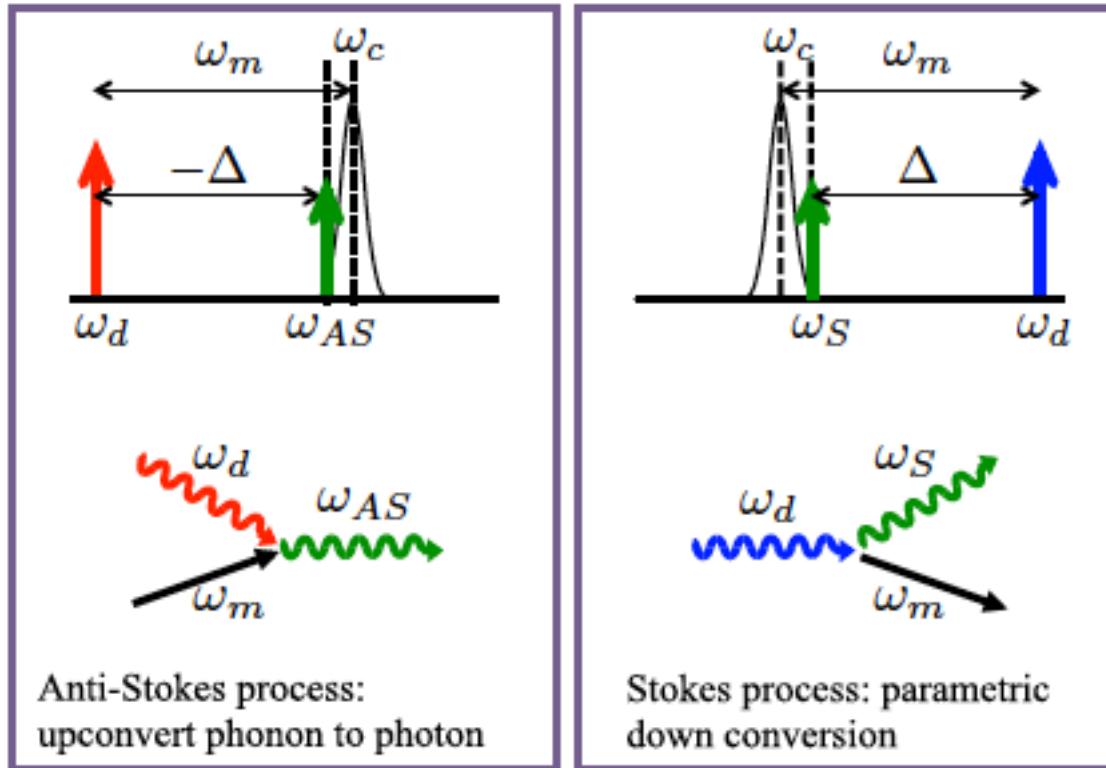 ω_c
ω_m
−Δ
ω_d
ω_AS
ω_d
ω_AS
ω_m
Anti-Stokes process:
upconvert phonon to photon
ω_c
ω_m
Δ
ω_S
ω_d
ω_S
ω_d
ω_m
Stokes process: parametric
down conversion